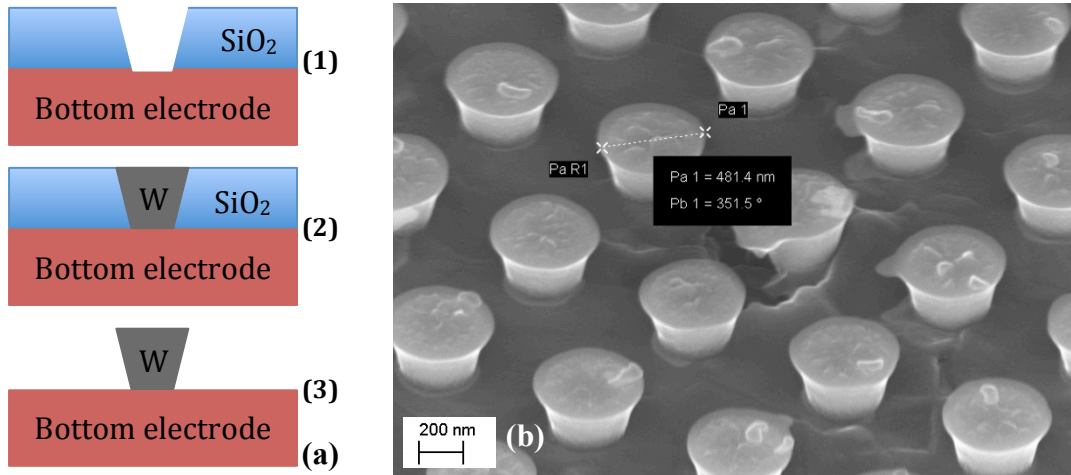 SiO₂
(1)
Bottom electrode
W
SiO₂
(2)
Bottom electrode
W
(3)
Bottom electrode
(a)
Pa 1
Pa R1
Pa 1 = 481.4 nm
Pb 1 = 351.5 °
200 nm
(b)